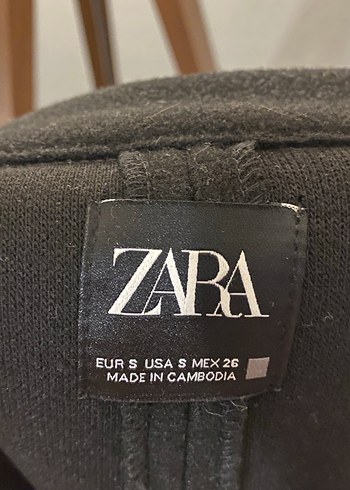 ZARA
EUR S USA S MEX 26
MADE IN CAMBODIA